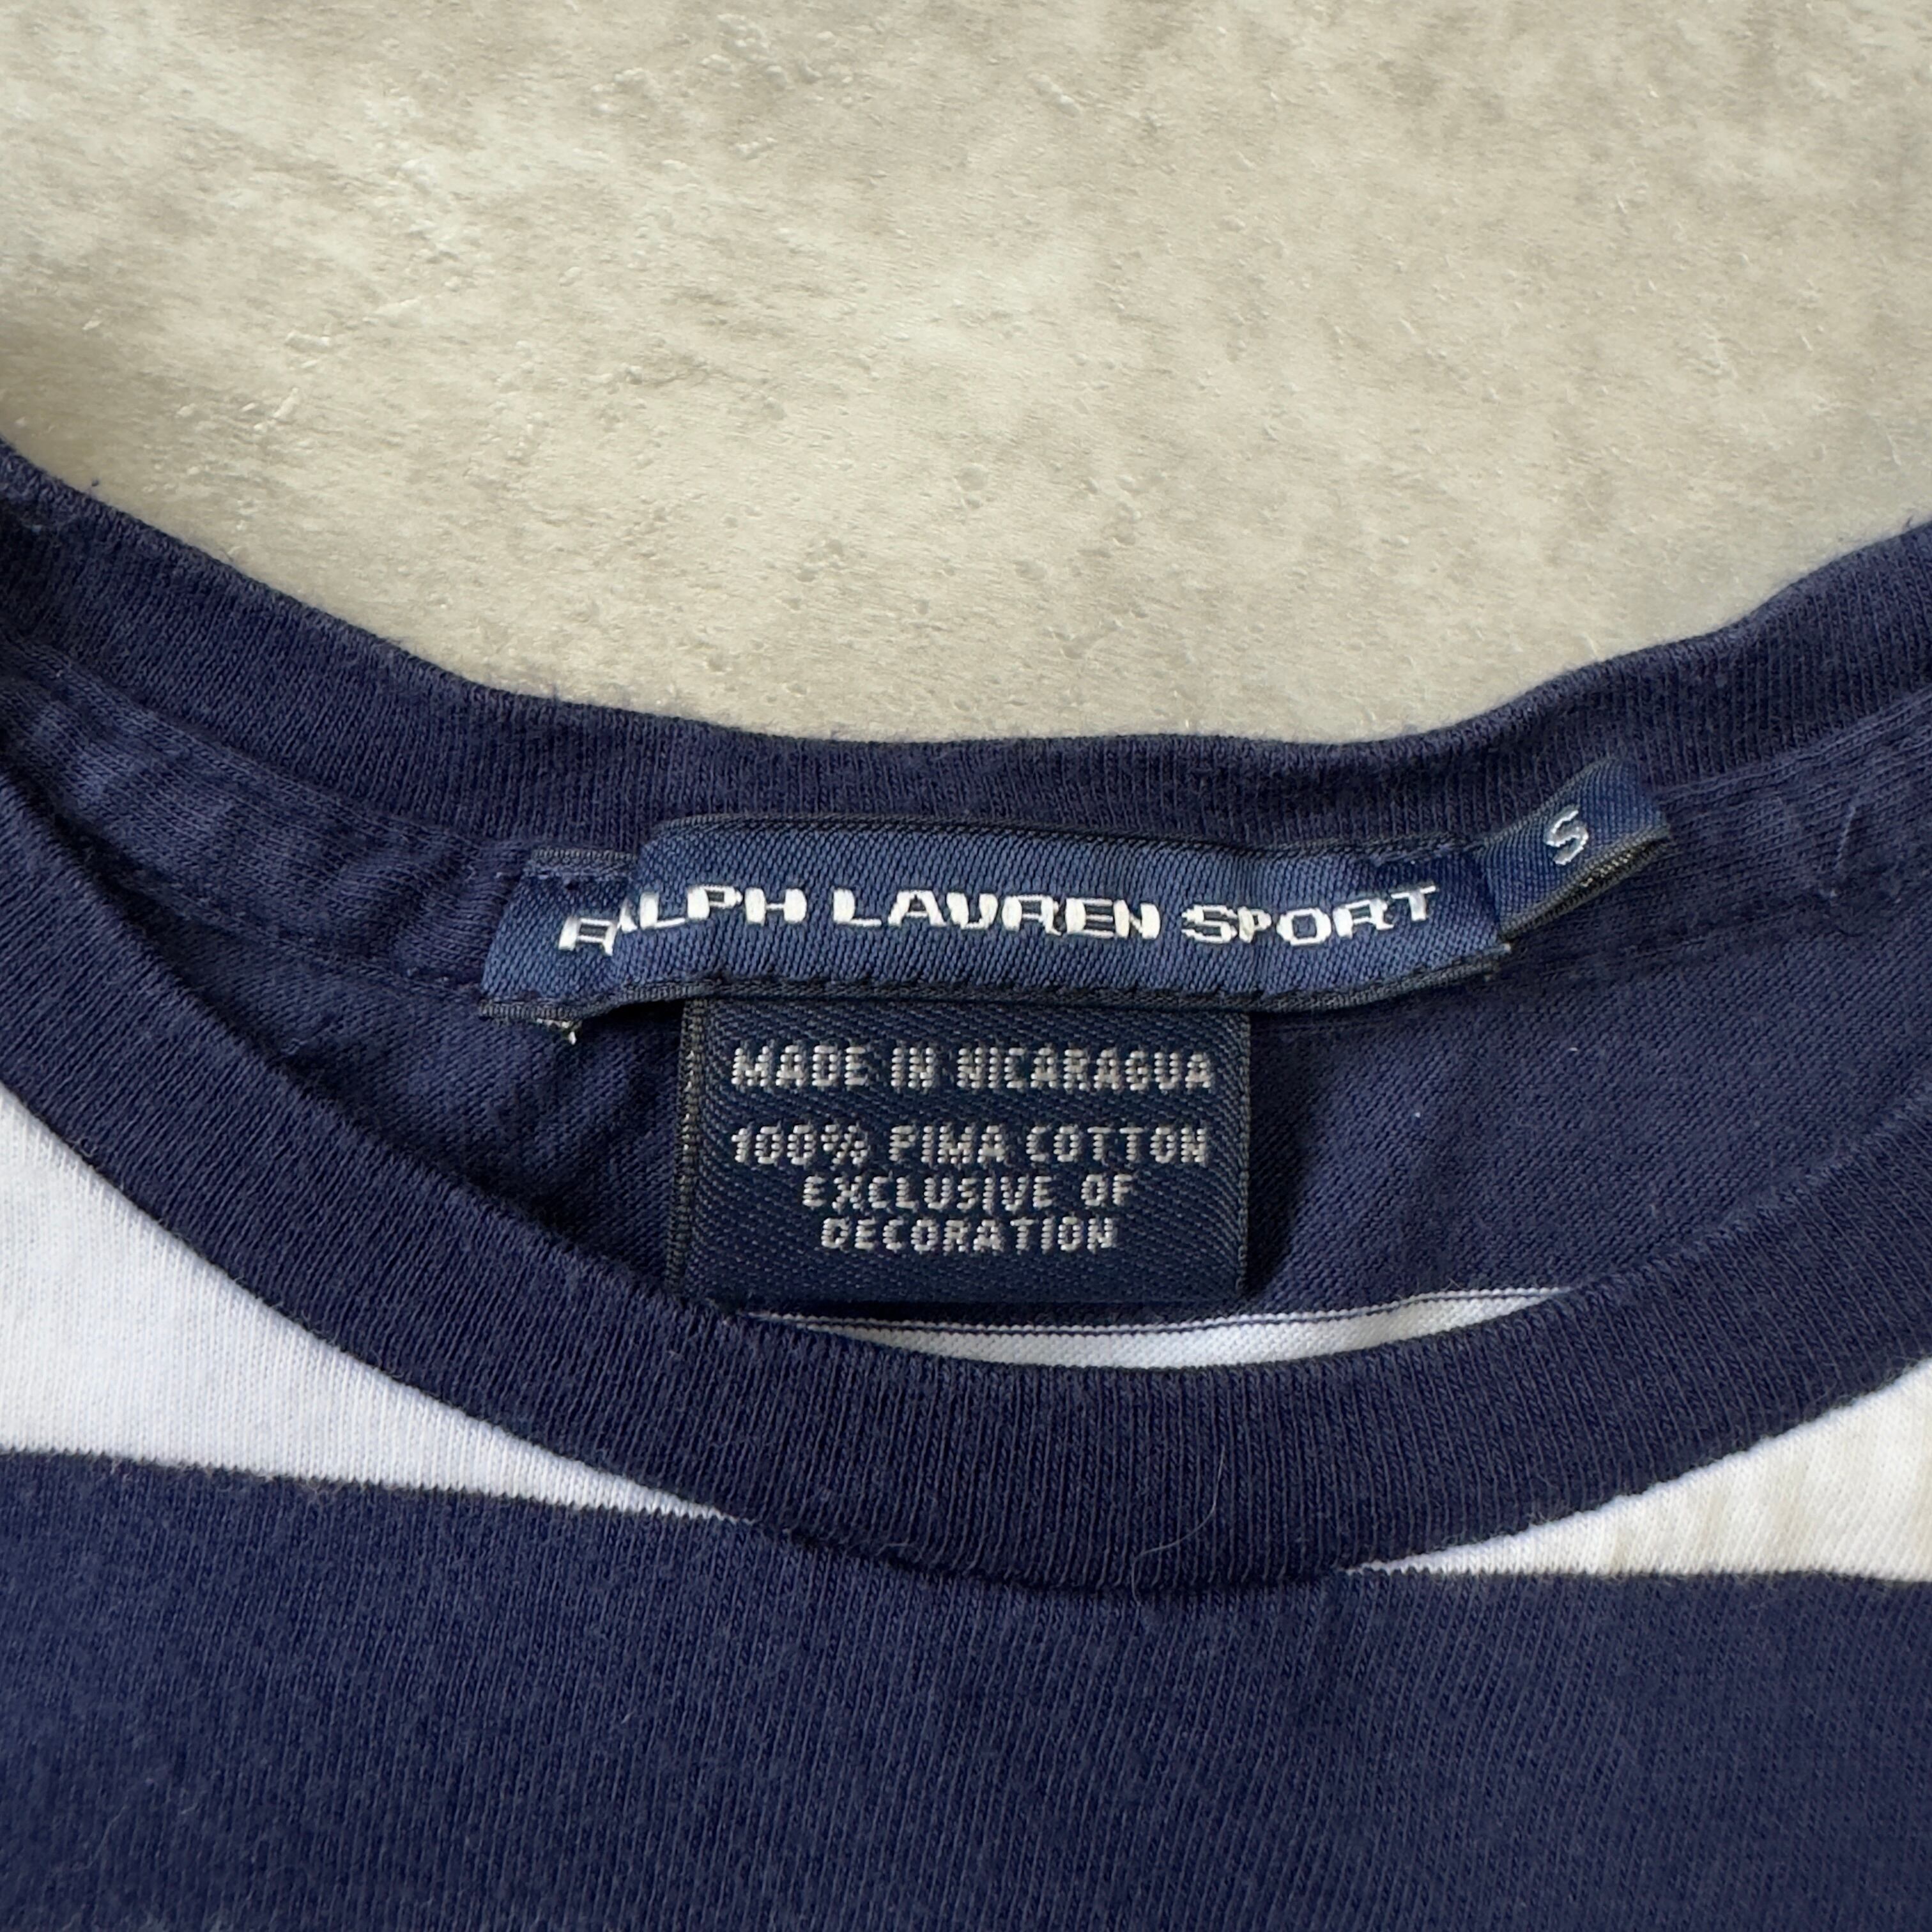 RALPH LAUREN SPORT
S
MADE IN NICARAGUA
100% PIMA COTTON
EXCLUSIVE OF
DECORATION